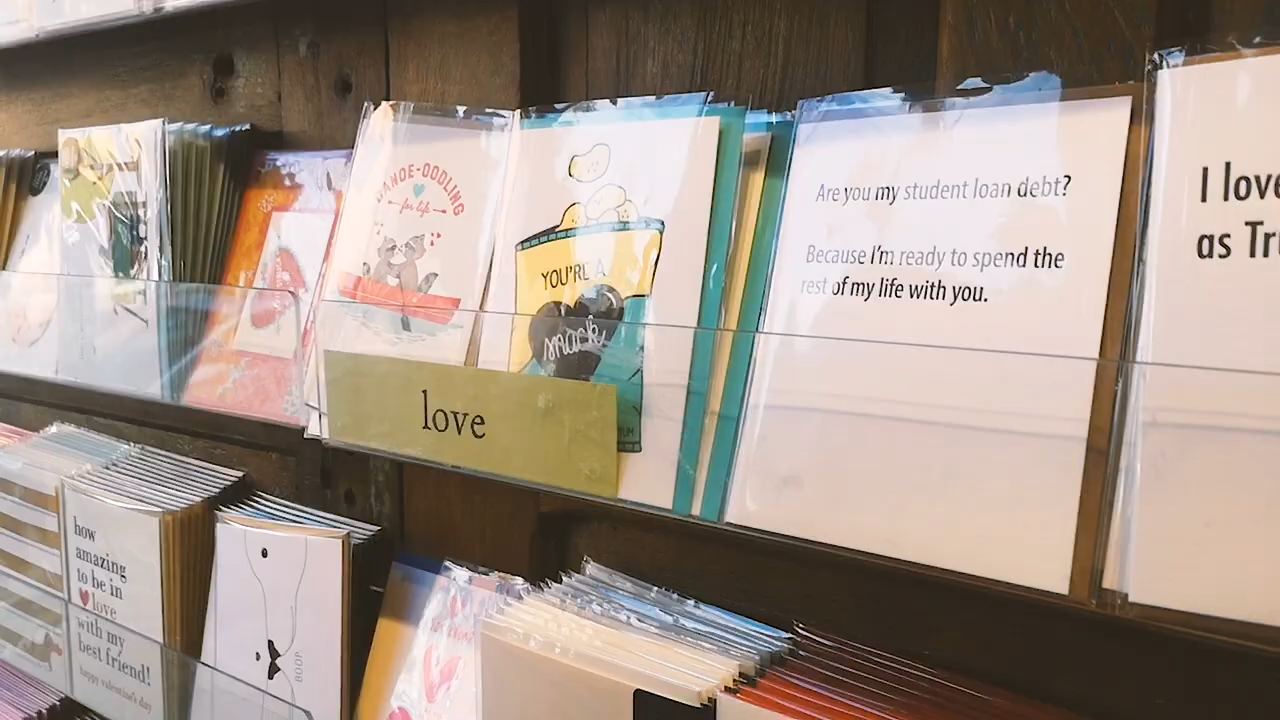 CANOE-OODLING
for life
YOU'RE A
snack
Are you my student loan debt?
Because I'm ready to spend the
rest of my life with you.
I love
as Tr
love
how
amazing
to be in
love
with my
best friend!
happy valentine's day
BOOP